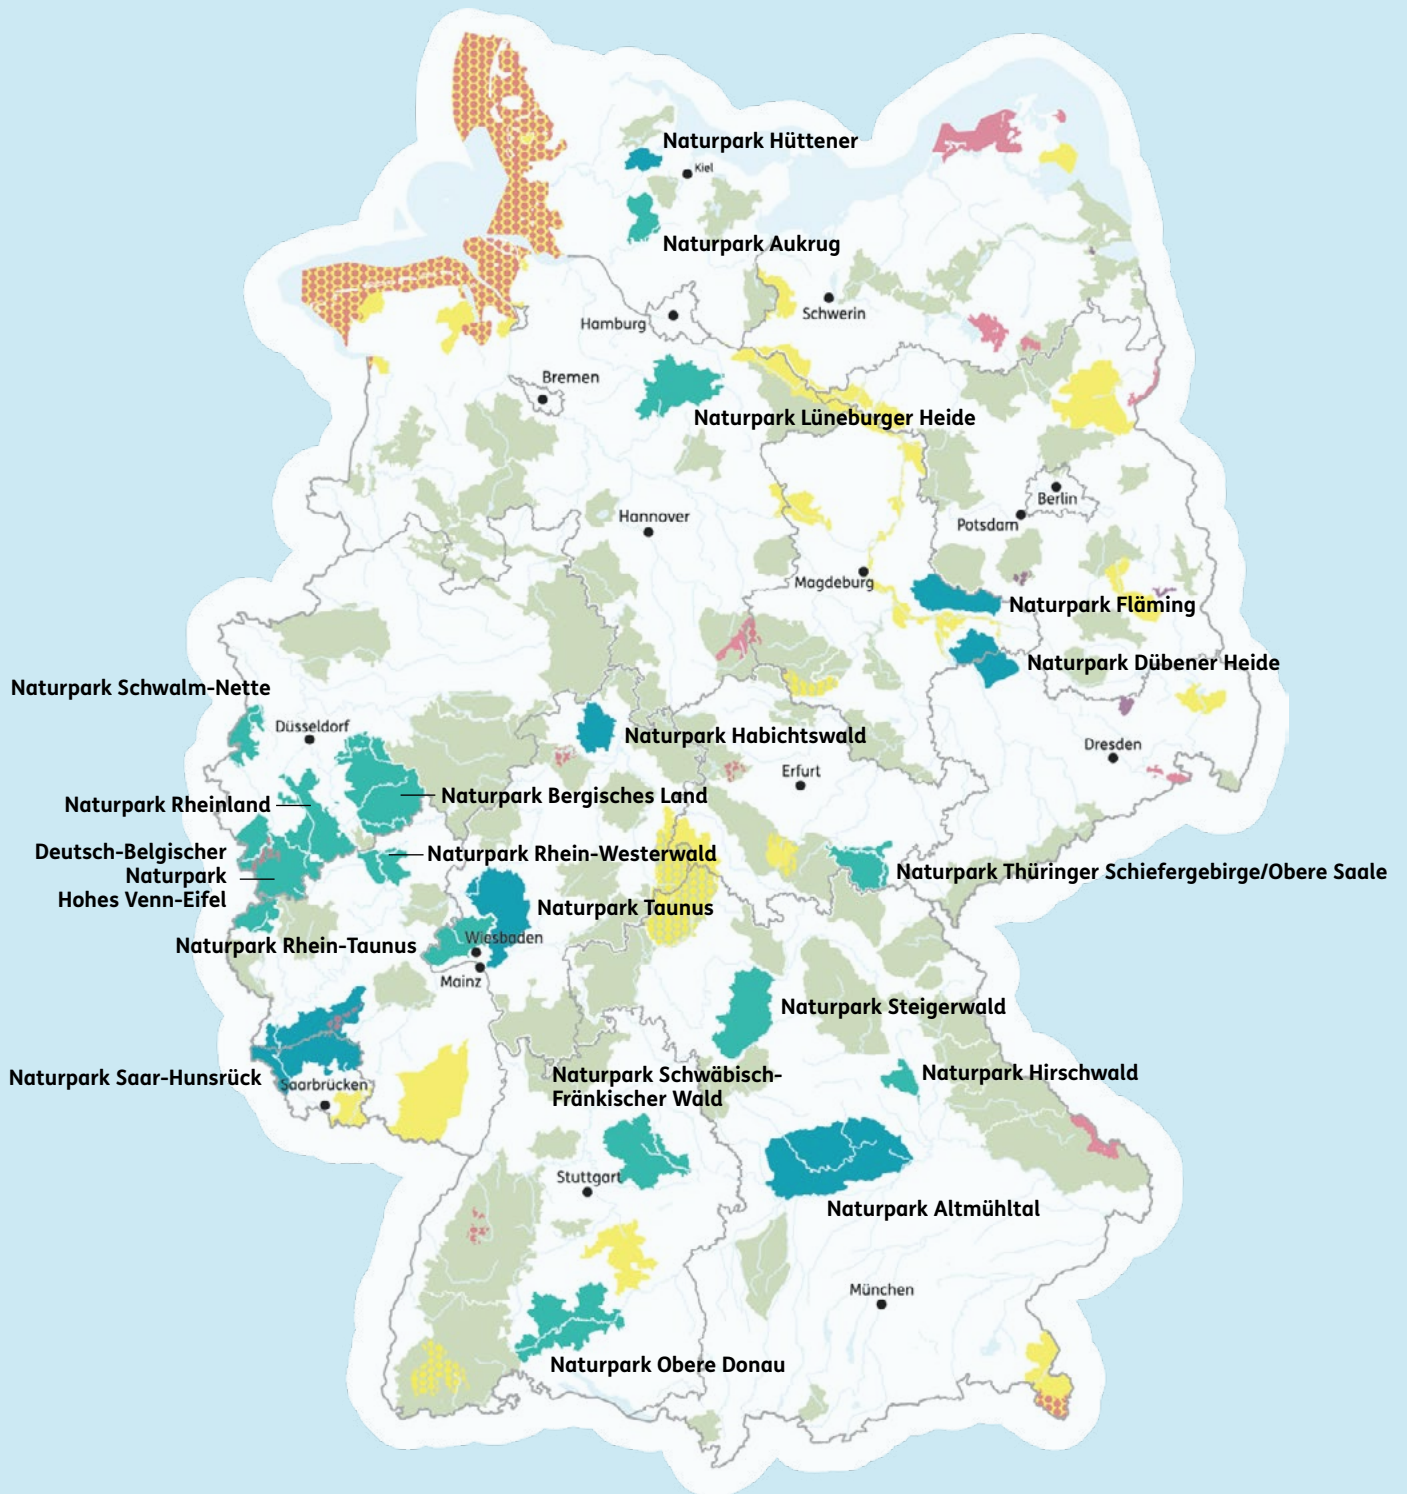 Naturpark Hüttener
Kiel
Naturpark Aukrug
Schwerin
Hamburg
Bremen
Naturpark Lüneburger Heide
Berlin
Hannover
Potsdam
Magdeburg
Naturpark Fläming
Naturpark Dübener Heide
Naturpark Schwalm-Nette
Düsseldorf
Naturpark Habichtswald
Dresden
Erfurt
Naturpark Rheinland
Naturpark Bergisches Land
Deutsch-Belgischer
Naturpark
Hohes Venn-Eifel
Naturpark Rhein-Westerwald
Naturpark Thüringer Schiefergebirge/Obere Saale
Naturpark Taunus
Wiesbaden
Naturpark Rhein-Taunus
Mainz
Naturpark Steigerwald
Naturpark Saar-Hunsrück
Saarbrücken
Naturpark Schwäbisch-
Fränkischer Wald
Naturpark Hirschwald
Stuttgart
Naturpark Altmühltal
München
Naturpark Obere Donau